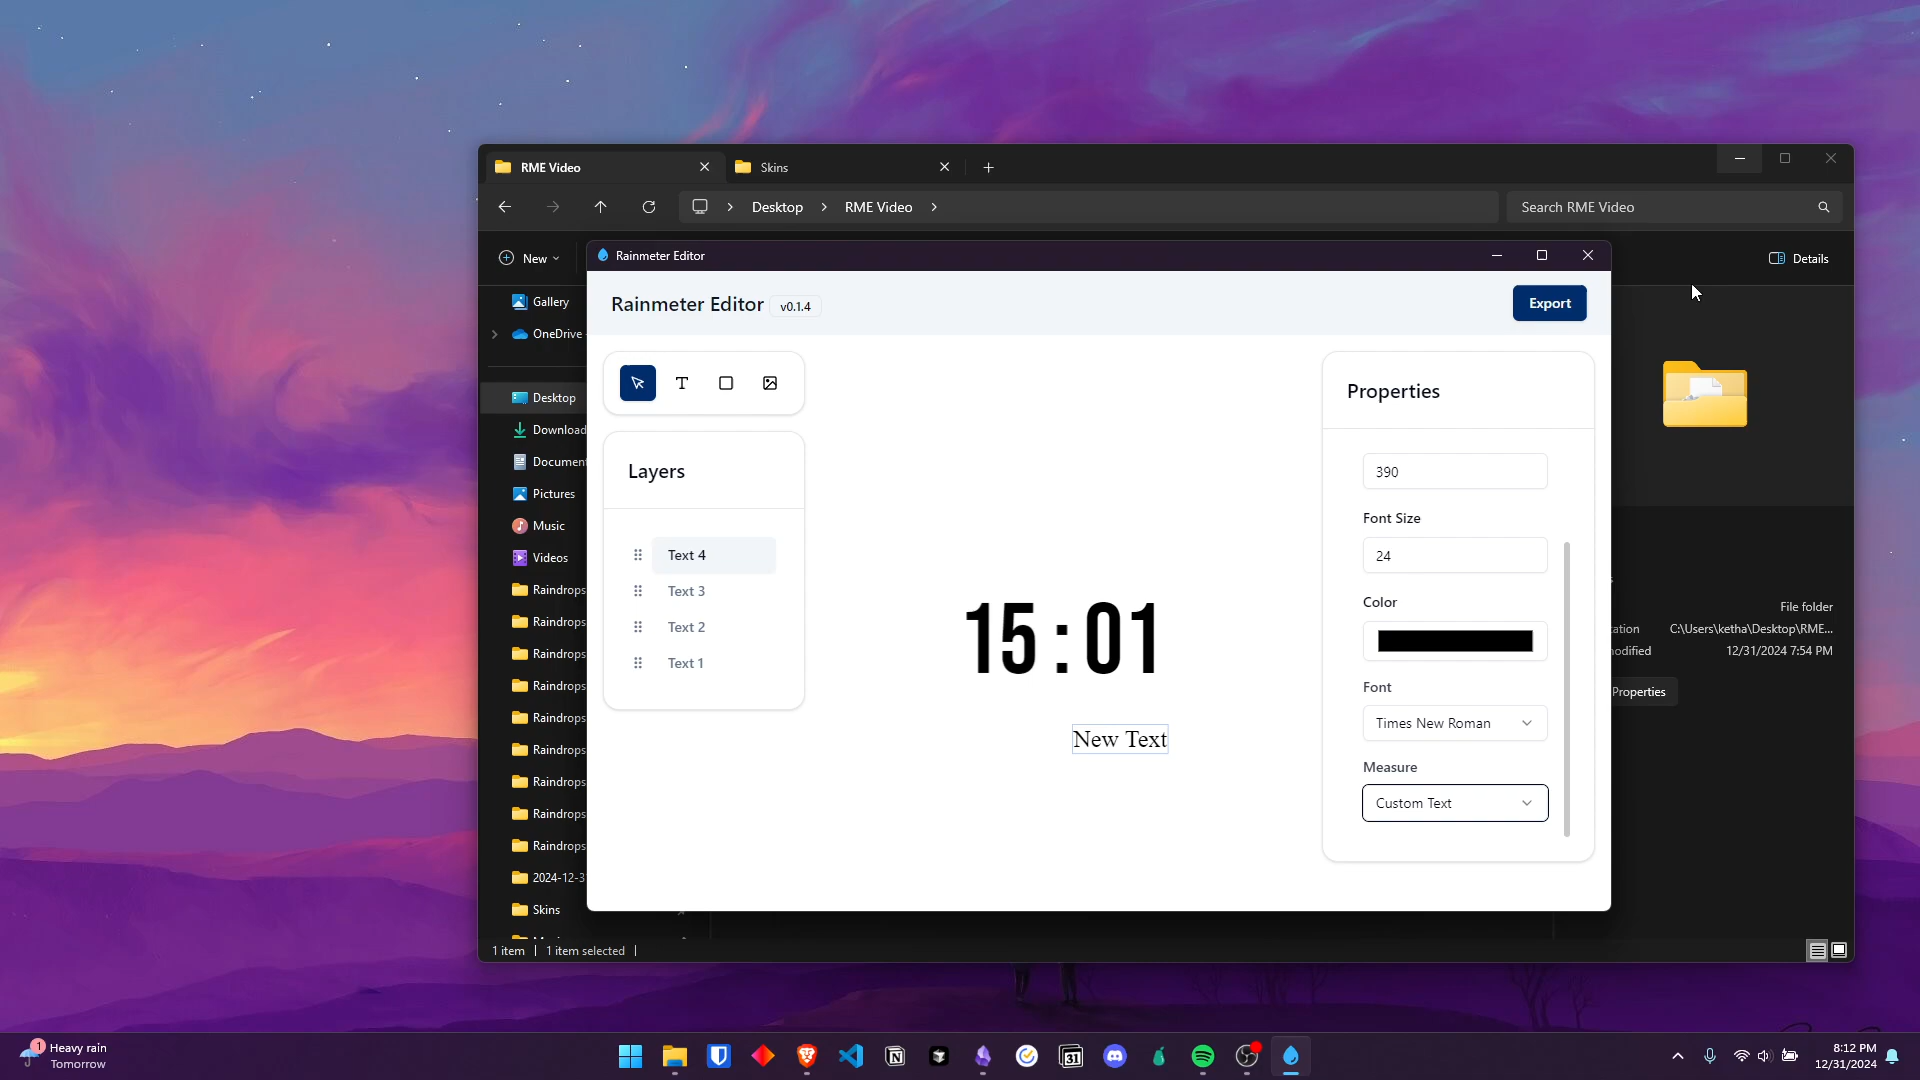 RME Video
Skins
Desktop
RME Video
Search RME Video
New
Details
Gallery
OneDrive
Desktop
Download
Documen
Pictures
Music
Videos
Raindrops
Raindrops
Raindrops
Raindrops
Raindrops
Raindrops
Raindrops
Raindrops
Raindrops
2024-12-3
Skins
1 item
1 item selected
Rainmeter Editor
Rainmeter Editor
v0.1.4
Export
T
Layers
Text 4
Text 3
Text 2
Text 1
15:01
New Text
Properties
390
Font Size
24
Color
Font
Times New Roman
Measure
Custom Text
File folder
C:\Users\ketha\Desktop\RME...
12/31/2024 7:54 PM
Properties
1
Heavy rain
Tomorrow
31
8:12 PM
12/31/2024